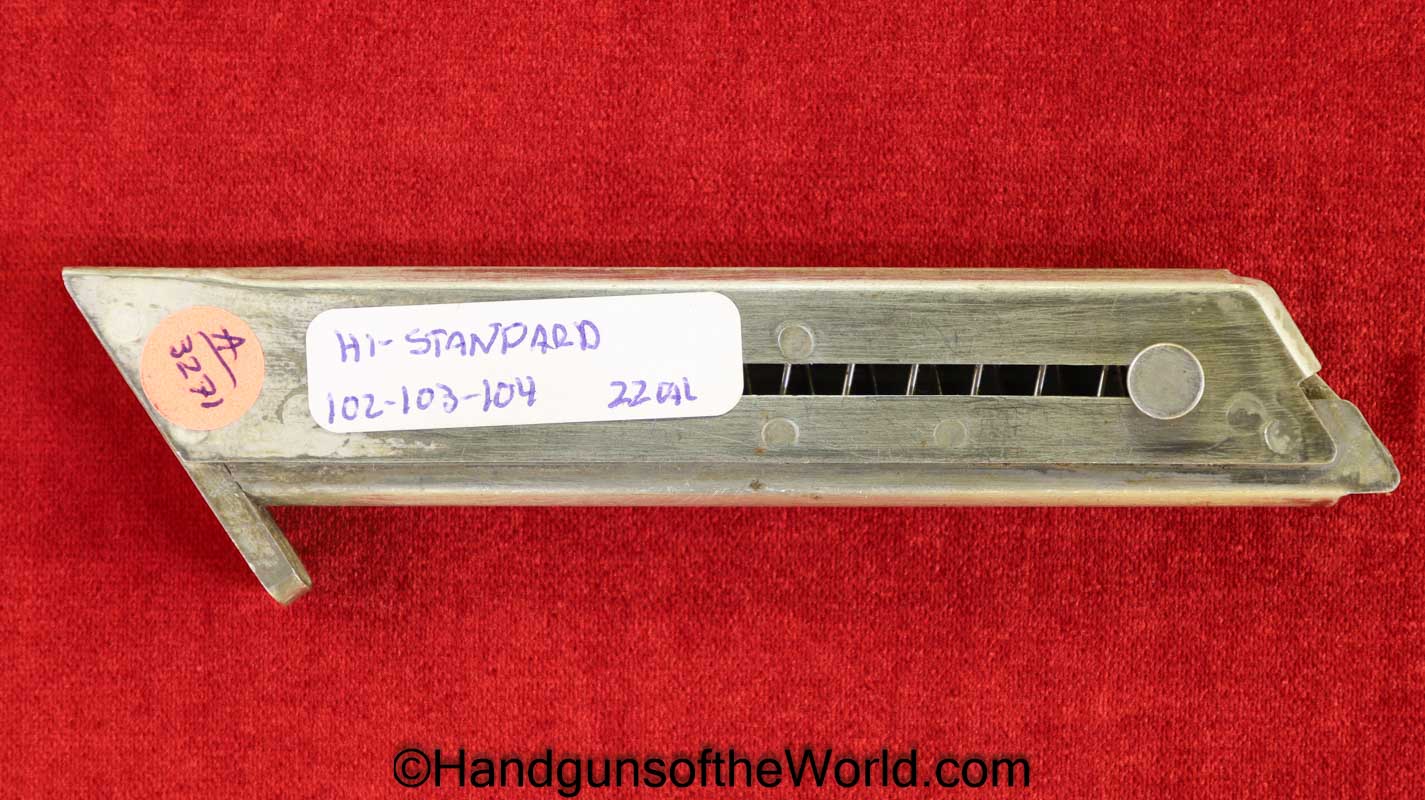 A/
3271
HI-STANDARD
102-103-104 22 CAL
©HandgunsoftheWorld.com